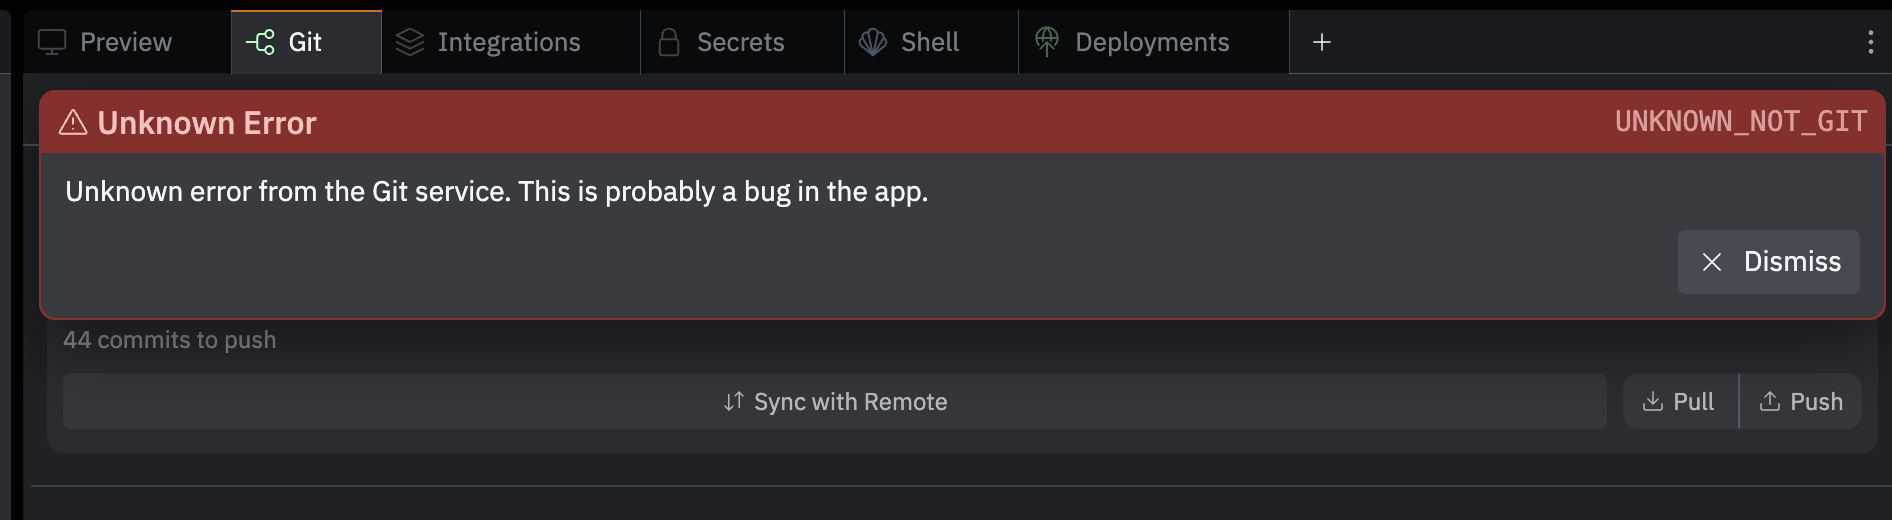 Preview Git Integrations Secrets Shell Deployments +
Unknown Error UNKNOWN_NOT_GIT
Unknown error from the Git service. This is probably a bug in the app.
Dismiss
44 commits to push
Sync with Remote Pull Push